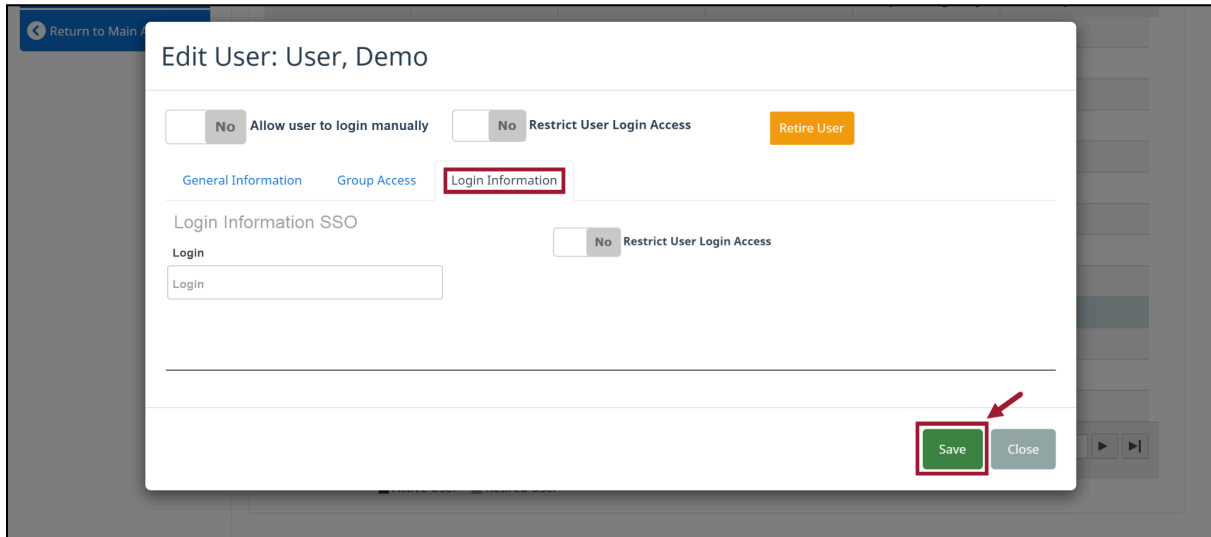 Return to Main
Edit User: User, Demo
No Allow user to login manually
No Restrict User Login Access
Retire User
General Information
Group Access
Login Information
Login Information SSO
No Restrict User Login Access
Login
Login
Save
Close